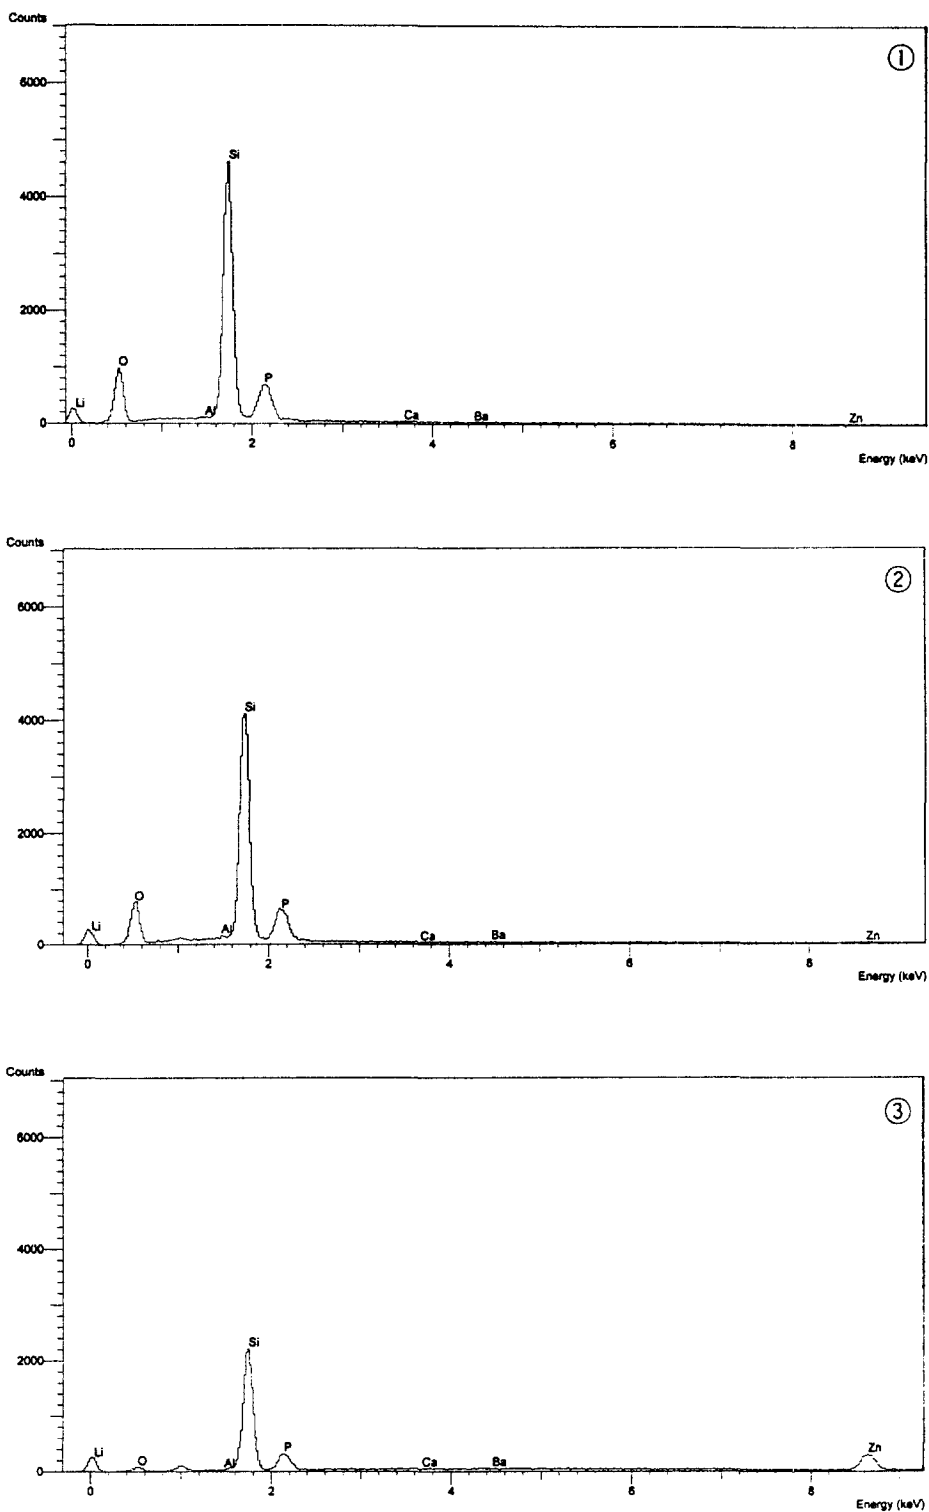 Counts
①
6000
Si
4000
2000
O
P
Li
Al
Ca
Ba
Zn
0
0 2 4 6 8
Energy (keV)
Counts
②
6000
Si
4000
2000
O
P
Li
Al
Ca
Ba
Zn
0
0 2 4 6 8
Energy (keV)
Counts
③
6000
4000
Si
2000
Li
O
Al
P
Ca
Ba
Zn
0
0 2 4 6 8
Energy (keV)